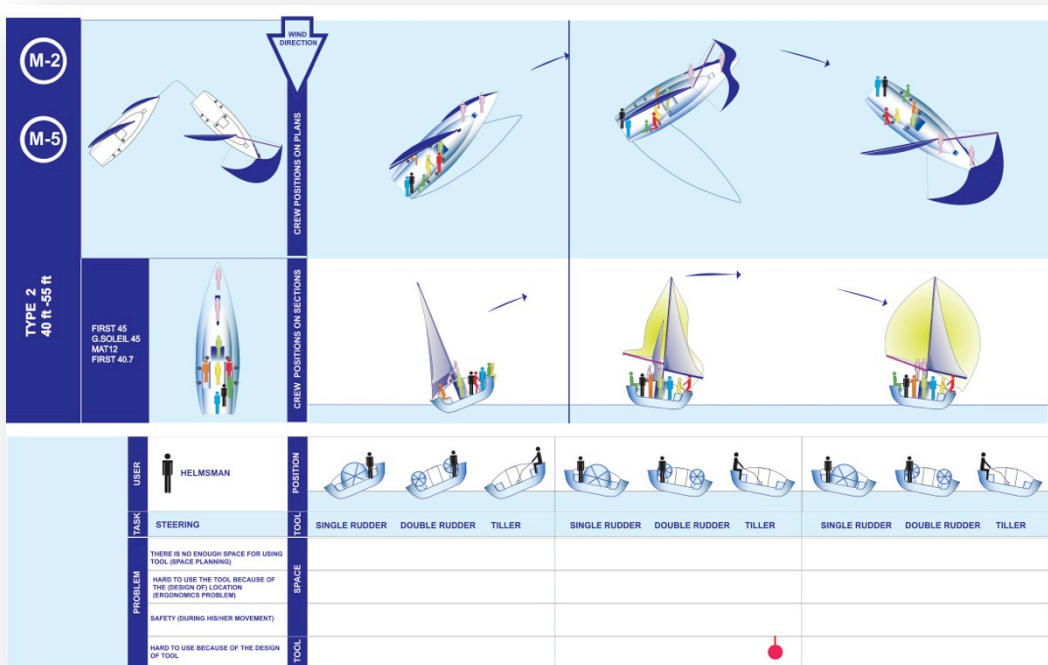 M-2
M-5
TYPE 2
40 ft -55 ft
WIND
DIRECTION
CREW POSITIONS ON PLANS
FIRST 45
G.SOLEIL 45
MAT12
FIRST 40.7
CREW POSITIONS ON SECTIONS
USER
HELMSMAN
POSITION
TASK
STEERING
TOOL
SINGLE RUDDER DOUBLE RUDDER TILLER
SINGLE RUDDER DOUBLE RUDDER TILLER
SINGLE RUDDER DOUBLE RUDDER TILLER
PROBLEM
THERE IS NO ENOUGH SPACE FOR USING
TOOL (SPACE PLANNING)
HARD TO USE THE TOOL BECAUSE OF
THE (DESIGN OF) LOCATION
(ERGONOMICS PROBLEM)
SAFETY (DURING HIS/HER MOVEMENT)
SPACE
HARD TO USE BECAUSE OF THE DESIGN
OF TOOL
TOOL